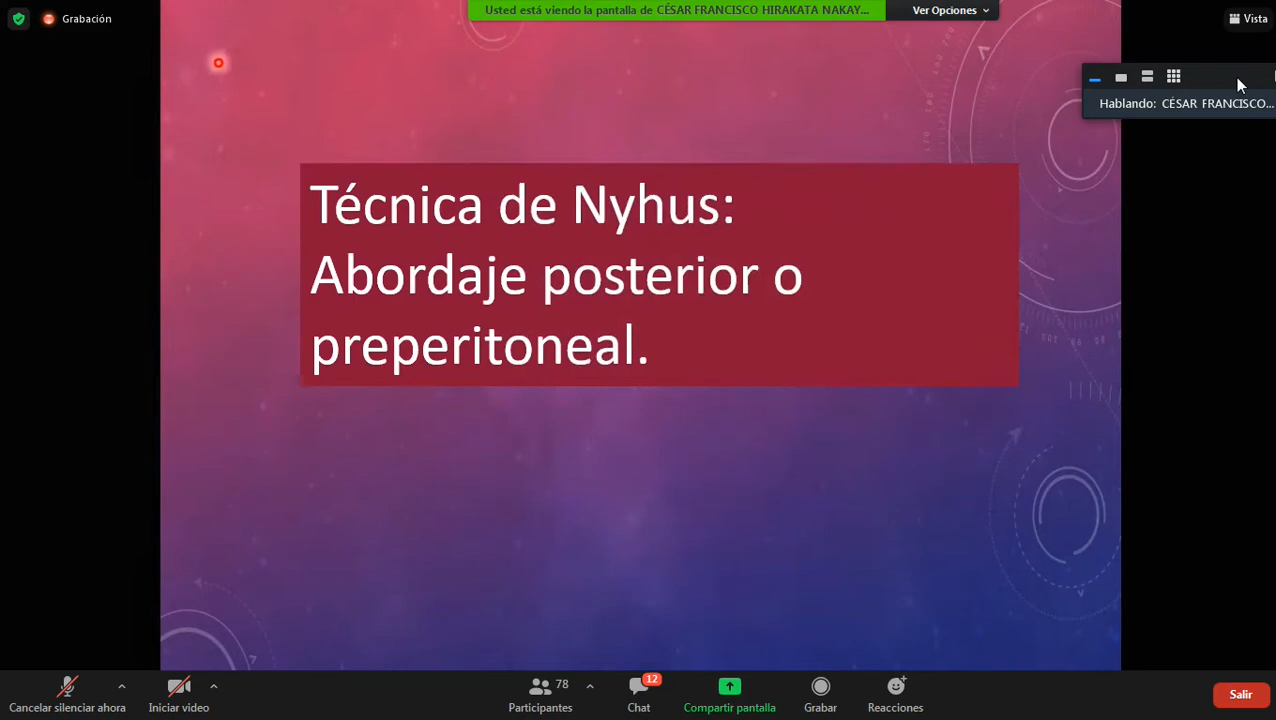 Grabación
Usted está viendo la pantalla de CÉSAR FRANCISCO HIRAKATA NAKAY...
Ver Opciones
Vista
Hablando: CÉSAR FRANCISCO...
Técnica de Nyhus:
Abordaje posterior o
preperitoneal.
78
12
Cancelar silenciar ahora
Iniciar video
Participantes
Chat
Compartir pantalla
Grabar
Reacciones
Salir